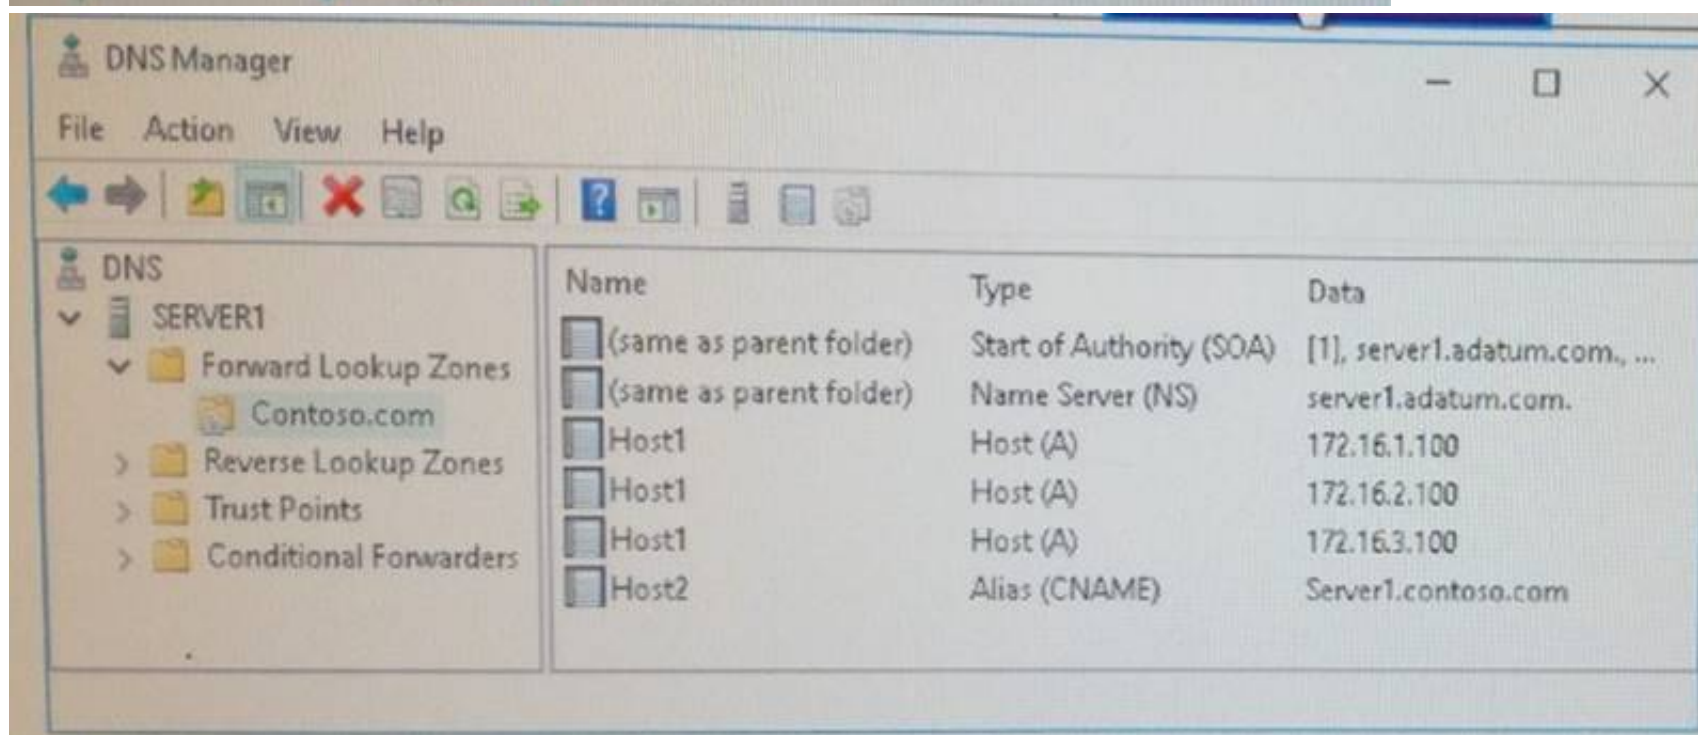 DNS Manager
File Action View Help
DNS
SERVER1
Forward Lookup Zones
Contoso.com
Reverse Lookup Zones
Trust Points
Conditional Forwarders
Name Type Data
(same as parent folder) Start of Authority (SOA) [1], server1.adatum.com., ...
(same as parent folder) Name Server (NS) server1.adatum.com.
Host1 Host (A) 172.16.1.100
Host1 Host (A) 172.16.2.100
Host1 Host (A) 172.16.3.100
Host2 Alias (CNAME) Server1.contoso.com